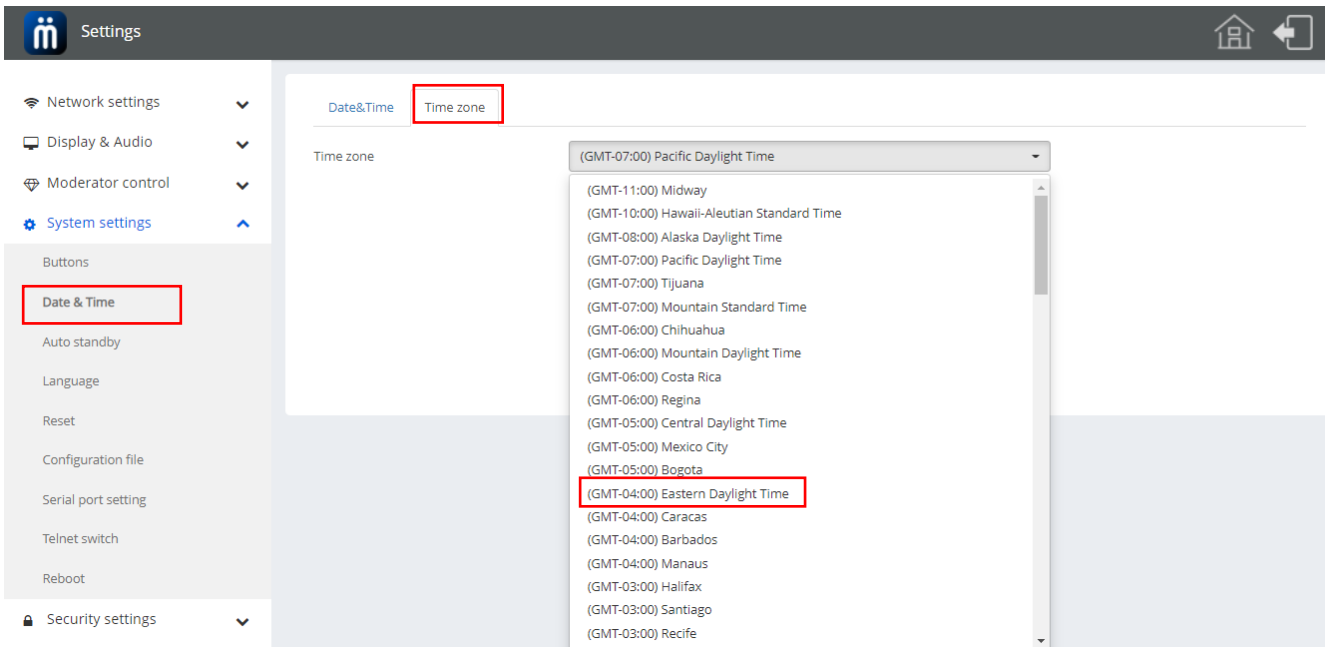 Settings
Network settings
Display & Audio
Moderator control
System settings
Buttons
Date & Time
Auto standby
Language
Reset
Configuration file
Serial port setting
Telnet switch
Reboot
Security settings
Date&Time
Time zone
Time zone
(GMT-07:00) Pacific Daylight Time
(GMT-11:00) Midway
(GMT-10:00) Hawaii-Aleutian Standard Time
(GMT-08:00) Alaska Daylight Time
(GMT-07:00) Pacific Daylight Time
(GMT-07:00) Tijuana
(GMT-07:00) Mountain Standard Time
(GMT-06:00) Chihuahua
(GMT-06:00) Mountain Daylight Time
(GMT-06:00) Costa Rica
(GMT-06:00) Regina
(GMT-05:00) Central Daylight Time
(GMT-05:00) Mexico City
(GMT-05:00) Bogota
(GMT-04:00) Eastern Daylight Time
(GMT-04:00) Caracas
(GMT-04:00) Barbados
(GMT-04:00) Manaus
(GMT-03:00) Halifax
(GMT-03:00) Santiago
(GMT-03:00) Recife